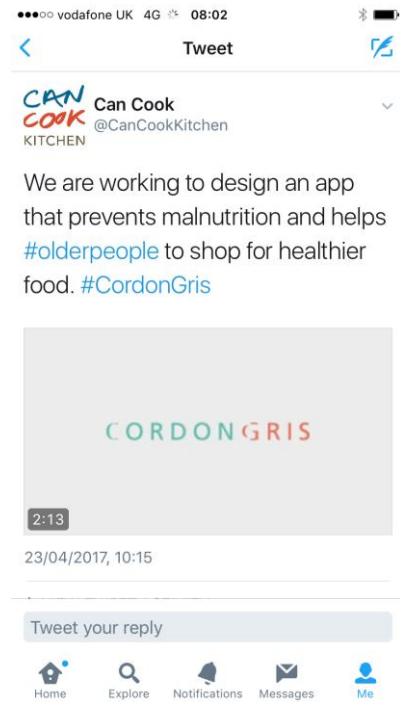 vodafone UK 4G 08:02
Tweet
CAN
COOK
KITCHEN
Can Cook
@CanCookKitchen
We are working to design an app
that prevents malnutrition and helps
#olderpeople to shop for healthier
food. #CordonGris
CORDONGRIS
2:13
23/04/2017, 10:15
Tweet your reply
Home Explore Notifications Messages Me